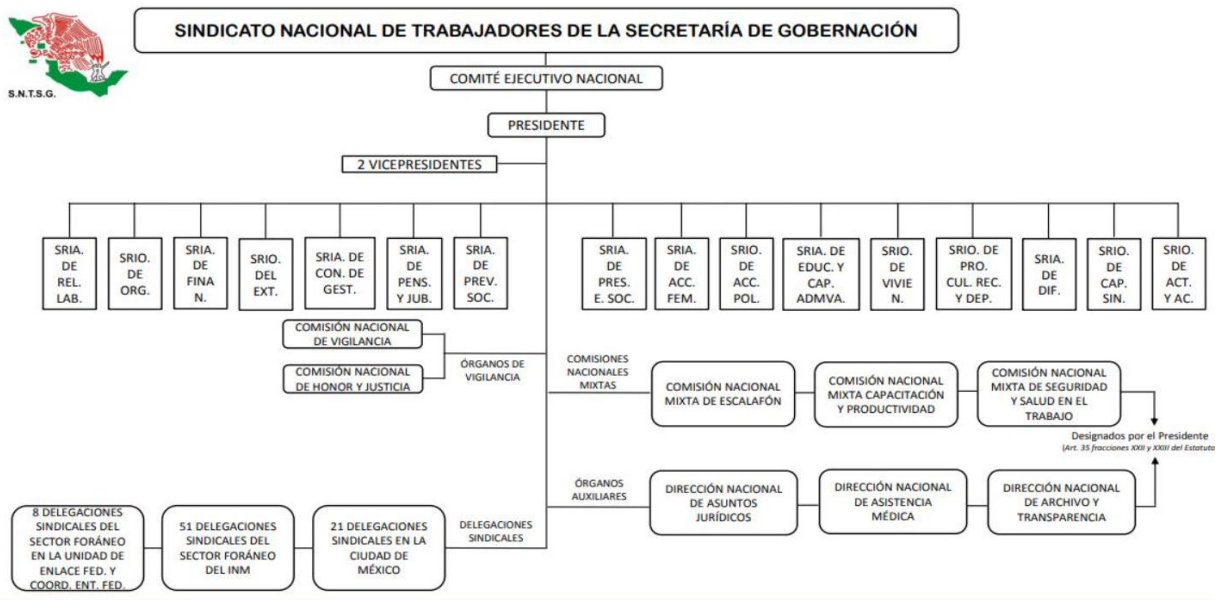 SINDICATO NACIONAL DE TRABAJADORES DE LA SECRETARÍA DE GOBERNACIÓN
S.N.T.S.G.
COMITÉ EJECUTIVO NACIONAL
PRESIDENTE
2 VICEPRESIDENTES
SRIA.
DE
REL.
LAB.
SRIO.
DE
ORG.
SRIA.
DE
FINA
N.
SRIO.
DEL
EXT.
SRIA. DE
CON. DE
GEST.
SRIA.
DE
PENS.
Y JUB.
SRIA.
DE
PREV.
SOC.
SRIA.
DE
PRES.
E. SOC.
SRIA.
DE
ACC.
FEM.
SRIO.
DE
ACC.
POL.
SRIA. DE
EDUC. Y
CAP.
ADMVA.
SRIO.
DE
VIVIE
N.
SRIO. DE
PRO.
CUL. REC.
Y DEP.
SRIA.
DE
DIF.
SRIO.
DE
CAP.
SIN.
SRIO.
DE
ACT.
Y AC.
COMISIÓN NACIONAL
DE VIGILANCIA
COMISIÓN NACIONAL
DE HONOR Y JUSTICIA
ÓRGANOS DE
VIGILANCIA
COMISIONES
NACIONALES
MIXTAS
COMISIÓN NACIONAL
MIXTA DE ESCALAFÓN
COMISIÓN NACIONAL
MIXTA CAPACITACIÓN
Y PRODUCTIVIDAD
COMISIÓN NACIONAL
MIXTA DE SEGURIDAD
Y SALUD EN EL
TRABAJO
Designados por el Presidente
(Art. 35 fracciones XXII y XXIII del Estatuto
ÓRGANOS
AUXILIARES
DIRECCIÓN NACIONAL
DE ASUNTOS
JURÍDICOS
DIRECCIÓN NACIONAL
DE ASISTENCIA
MÉDICA
DIRECCIÓN NACIONAL
DE ARCHIVO Y
TRANSPARENCIA
8 DELEGACIONES
SINDICALES DEL
SECTOR FORÁNEO
EN LA UNIDAD DE
ENLACE FED. Y
COORD. ENT. FED.
51 DELEGACIONES
SINDICALES DEL
SECTOR FORÁNEO
DEL INM
21 DELEGACIONES
SINDICALES EN LA
CIUDAD DE
MÉXICO
DELEGACIONES
SINDICALES